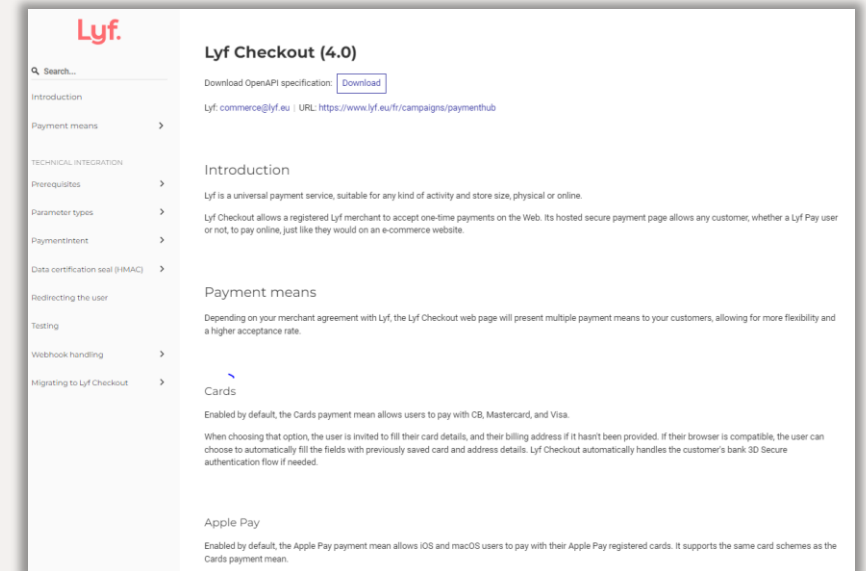 Lyf.
Search...
Introduction
Payment means
TECHNICAL INTEGRATION
Prerequisites
Parameter types
PaymentIntent
Data certification seal (HMAC)
Redirecting the user
Testing
Webhook handling
Migrating to Lyf Checkout
Lyf Checkout (4.0)
Download OpenAPI specification: Download
Lyf: commerce@lyf.eu | URL: https://www.lyf.eu/fr/campaigns/paymenthub
Introduction
Lyf is a universal payment service, suitable for any kind of activity and store size, physical or online.
Lyf Checkout allows a registered Lyf merchant to accept one-time payments on the Web. Its hosted secure payment page allows any customer, whether a Lyf Pay user
or not, to pay online, just like they would on an e-commerce website.
Payment means
Depending on your merchant agreement with Lyf, the Lyf Checkout web page will present multiple payment means to your customers, allowing for more flexibility and
a higher acceptance rate.
Cards
Enabled by default, the Cards payment mean allows users to pay with CB, Mastercard, and Visa.
When choosing that option, the user is invited to fill their card details, and their billing address if it hasn't been provided. If their browser is compatible, the user can
choose to automatically fill the fields with previously saved card and address details. Lyf Checkout automatically handles the customer's bank 3D Secure
authentication flow if needed.
Apple Pay
Enabled by default, the Apple Pay payment mean allows iOS and macOS users to pay with their Apple Pay registered cards. It supports the same card schemes as the
Cards payment mean.